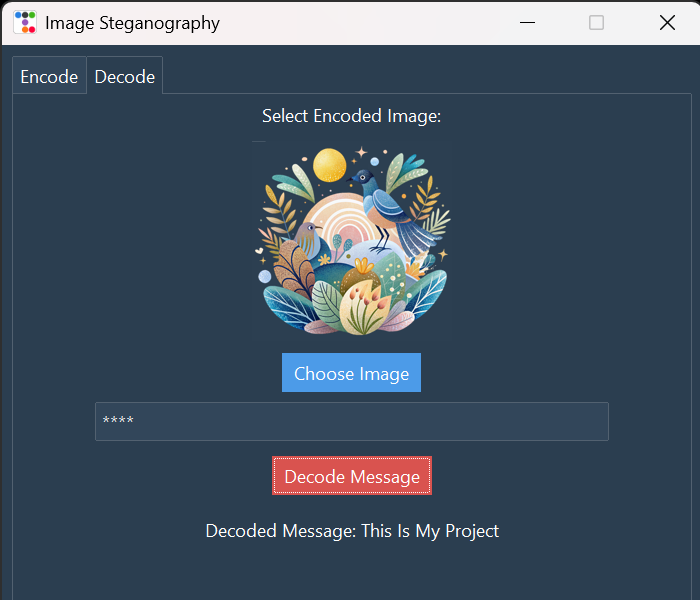 Image Steganography
Encode Decode
Select Encoded Image:
Choose Image
****
Decode Message
Decoded Message: This Is My Project